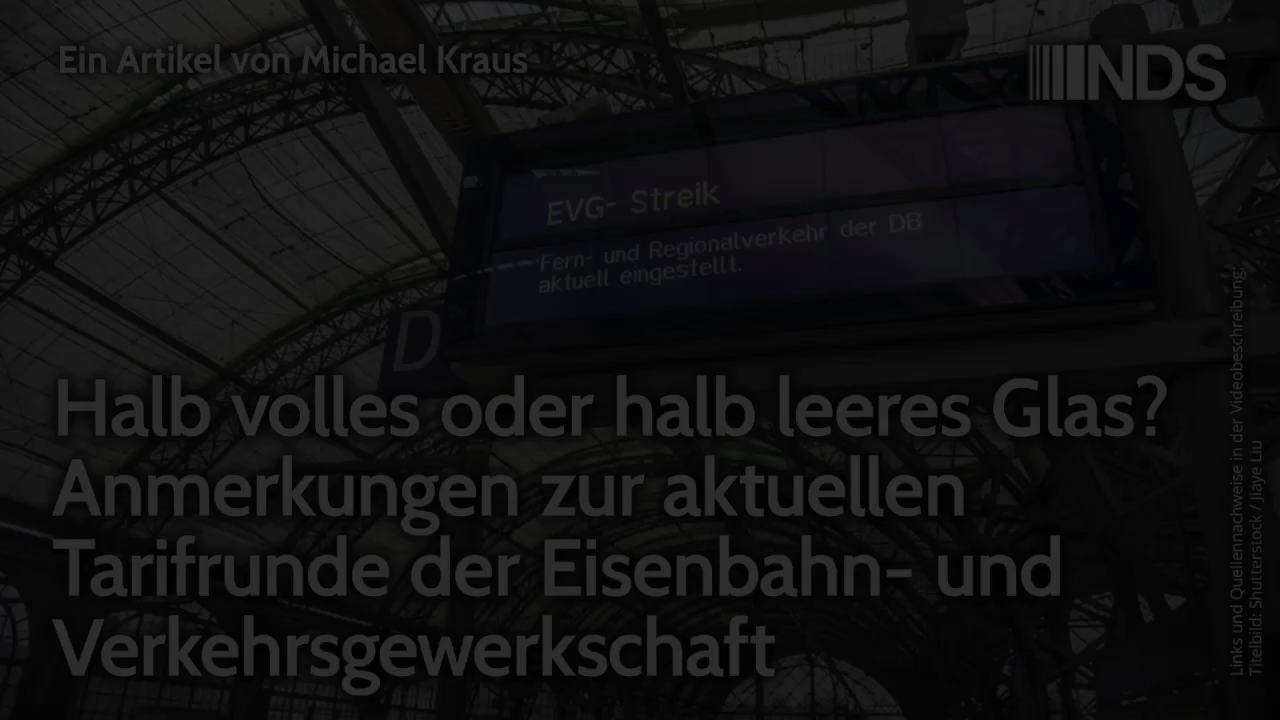 Ein Artikel von Michael Kraus
NDS
EVG- Streik
Fern- und Regionalverkehr der DB
aktuell eingestellt.
D
Halb volles oder halb leeres Glas?
Anmerkungen zur aktuellen
Tarifrunde der Eisenbahn- und
Verkehrsgewerkschaft
Links und Quellennachweise in der Videobeschreibung;
Titelbild: Shutterstock / Jiaye Liu